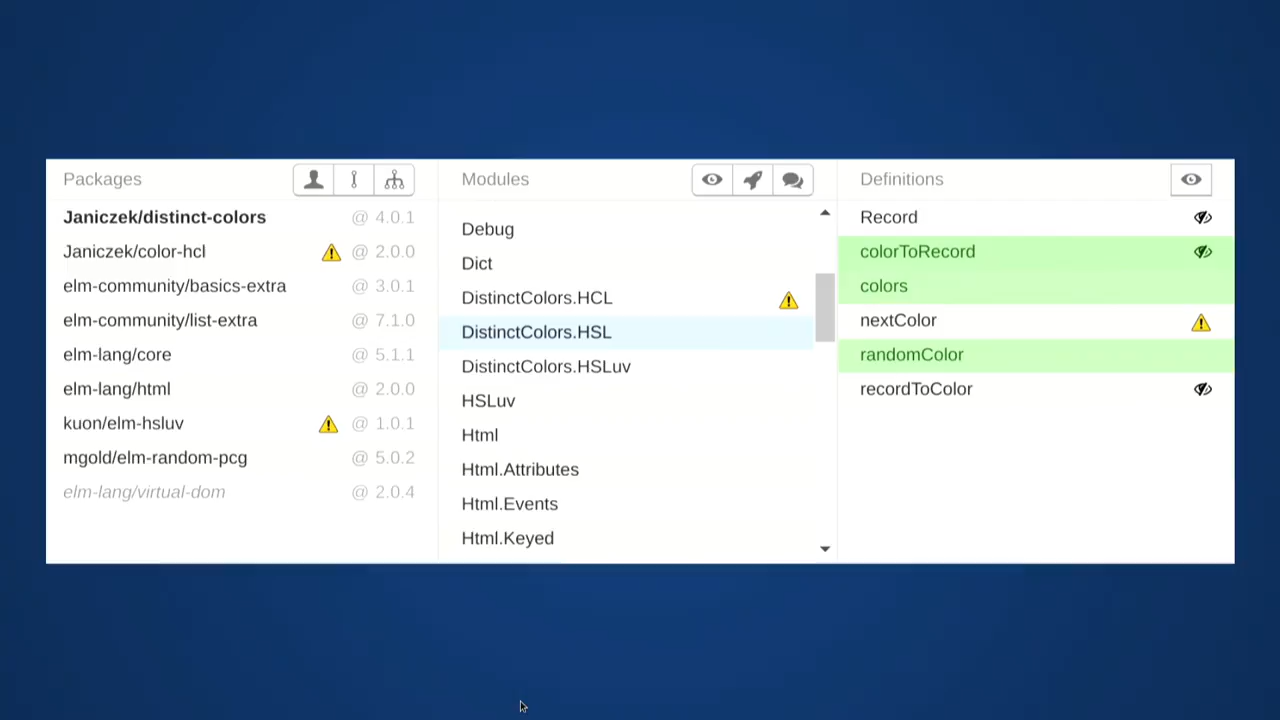 Packages
Janiczek/distinct-colors @ 4.0.1
Janiczek/color-hcl @ 2.0.0
elm-community/basics-extra @ 3.0.1
elm-community/list-extra @ 7.1.0
elm-lang/core @ 5.1.1
elm-lang/html @ 2.0.0
kuon/elm-hsluv @ 1.0.1
mgold/elm-random-pcg @ 5.0.2
elm-lang/virtual-dom @ 2.0.4
Modules
Debug
Dict
DistinctColors.HCL
DistinctColors.HSL
DistinctColors.HSLuv
HSLuv
Html
Html.Attributes
Html.Events
Html.Keyed
Definitions
Record
colorToRecord
colors
nextColor
randomColor
recordToColor